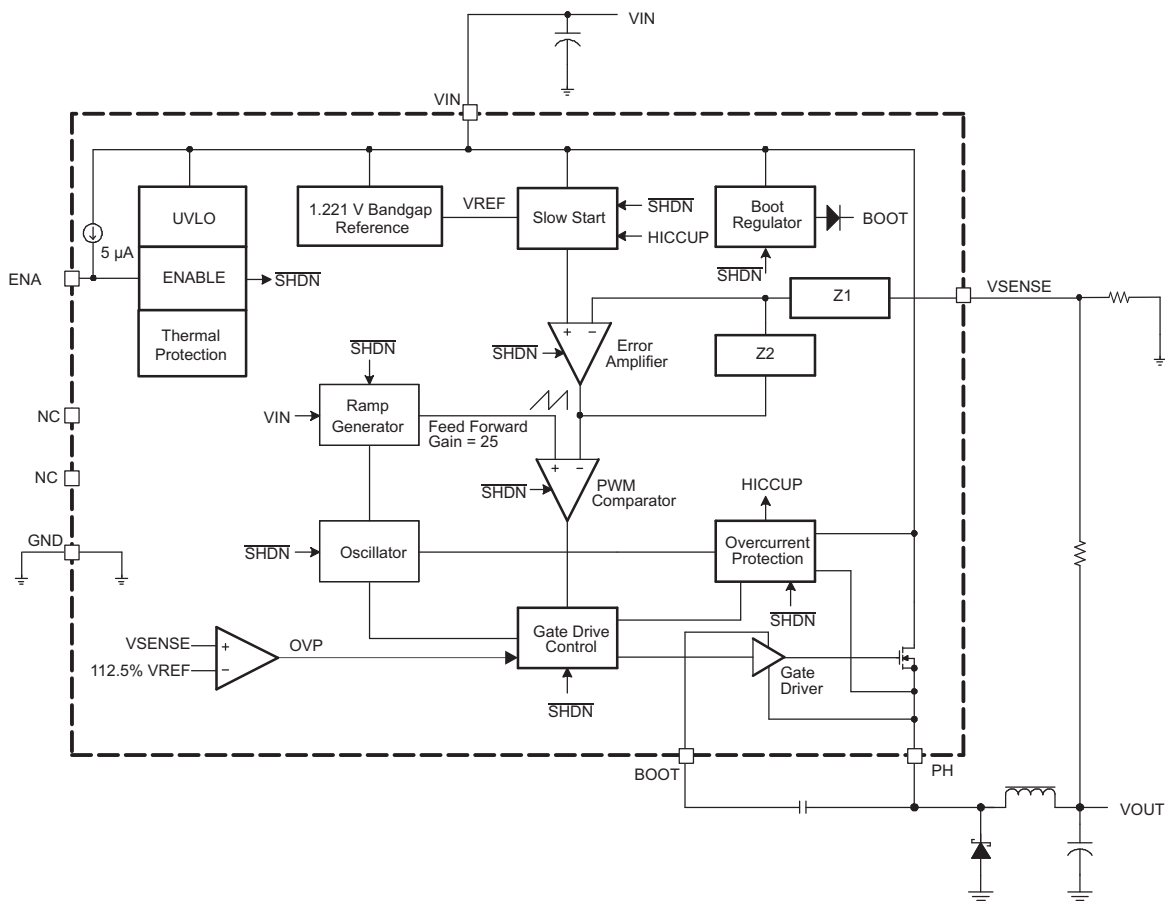 VIN
VIN
UVLO
1.221 V Bandgap
Reference
VREF
Slow Start
SHDN
HICCUP
Boot
Regulator
BOOT
SHDN
5 µA
ENA
ENABLE
SHDN
Thermal
Protection
Z1
VSENSE
Z2
+
−
SHDN
Error
Amplifier
SHDN
NC
VIN
Ramp
Generator
Feed Forward
Gain = 25
NC
+
−
SHDN
PWM
Comparator
HICCUP
GND
SHDN
Oscillator
Overcurrent
Protection
SHDN
VSENSE
+
112.5% VREF
−
OVP
Gate Drive
Control
SHDN
Gate
Driver
BOOT
PH
VOUT